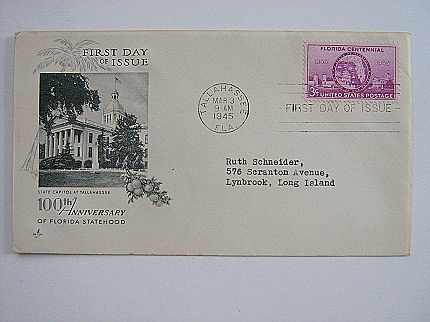 FIRST DAY
OF ISSUE
STATE CAPITOL AT TALLAHASSEE
100th ANNIVERSARY
OF FLORIDA STATEHOOD
TALLAHASSEE
MAR 3
9-AM
1945
FLA.
FLORIDA CENTENNIAL
1845 1945
3¢ UNITED STATES POSTAGE
FIRST DAY OF ISSUE
Ruth Schneider,
576 Scranton Avenue,
Lynbrook, Long Island